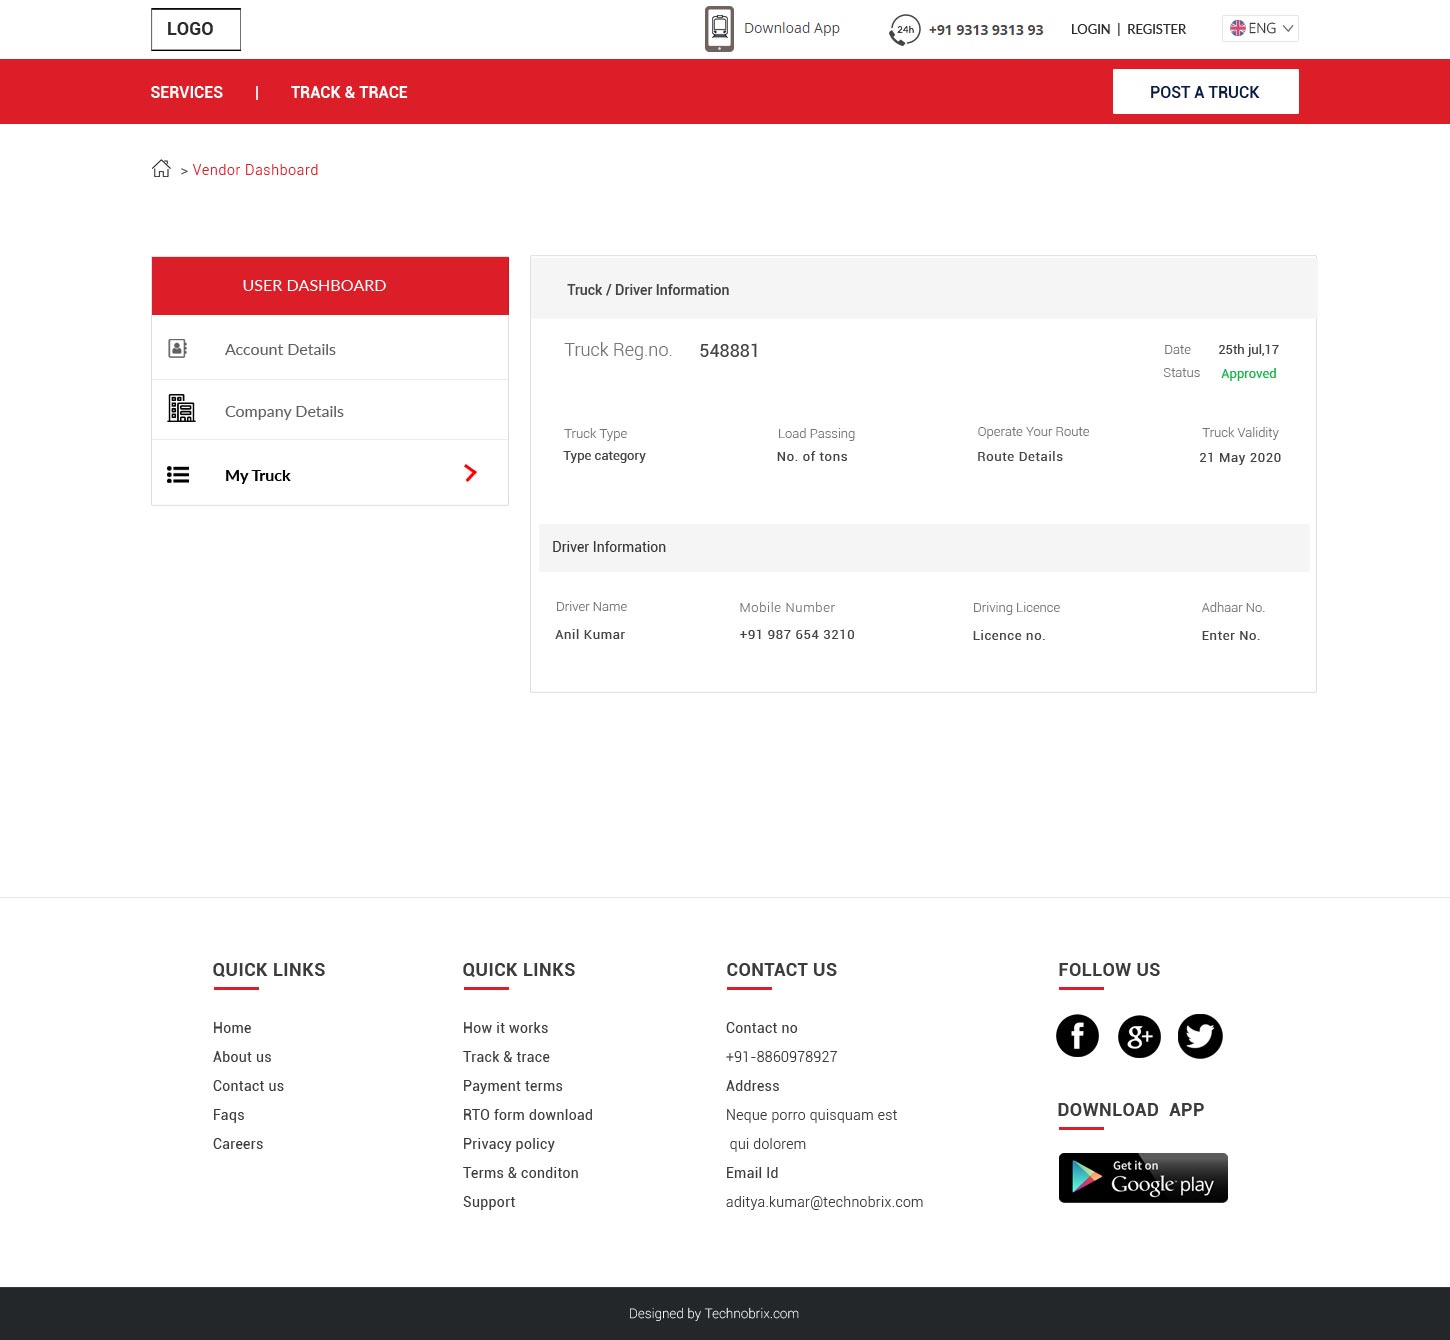 LOGO
Download App
24h
+91 9313 9313 93
LOGIN | REGISTER
ENG
SERVICES | TRACK & TRACE
POST A TRUCK
> Vendor Dashboard
USER DASHBOARD
Account Details
Company Details
My Truck
Truck / Driver Information
Truck Reg.no. 548881
Date 25th jul,17
Status Approved
Truck Type
Type category
Load Passing
No. of tons
Operate Your Route
Route Details
Truck Validity
21 May 2020
Driver Information
Driver Name
Anil Kumar
Mobile Number
+91 987 654 3210
Driving Licence
Licence no.
Adhaar No.
Enter No.
QUICK LINKS
Home
About us
Contact us
Faqs
Careers
QUICK LINKS
How it works
Track & trace
Payment terms
RTO form download
Privacy policy
Terms & conditon
Support
CONTACT US
Contact no
+91-8860978927
Address
Neque porro quisquam est
qui dolorem
Email Id
aditya.kumar@technobrix.com
FOLLOW US
f
g+
DOWNLOAD APP
Get it on
Google play
Designed by Technobrix.com